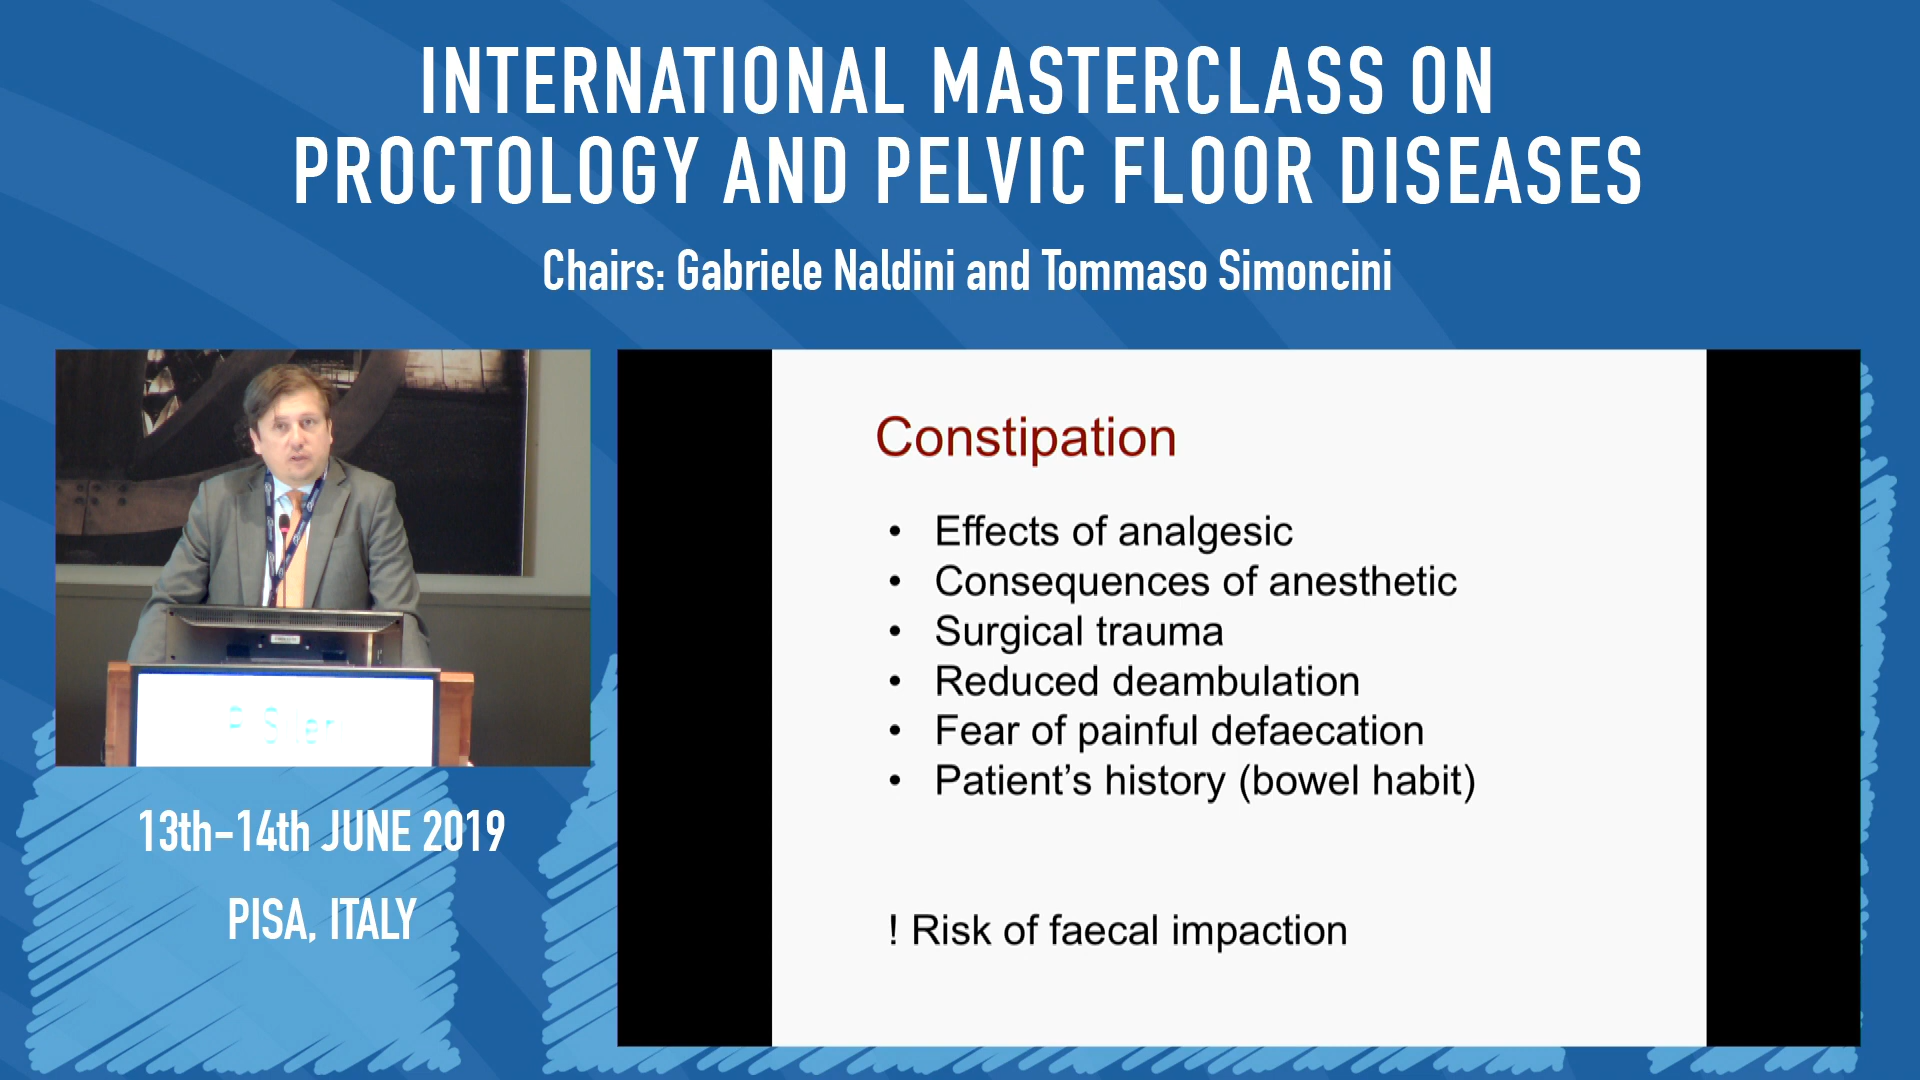 INTERNATIONAL MASTERCLASS ON
PROCTOLOGY AND PELVIC FLOOR DISEASES
Chairs: Gabriele Naldini and Tommaso Simoncini
Constipation
• Effects of analgesic
• Consequences of anesthetic
• Surgical trauma
• Reduced deambulation
• Fear of painful defaecation
• Patient’s history (bowel habit)
! Risk of faecal impaction
13th-14th JUNE 2019
PISA, ITALY